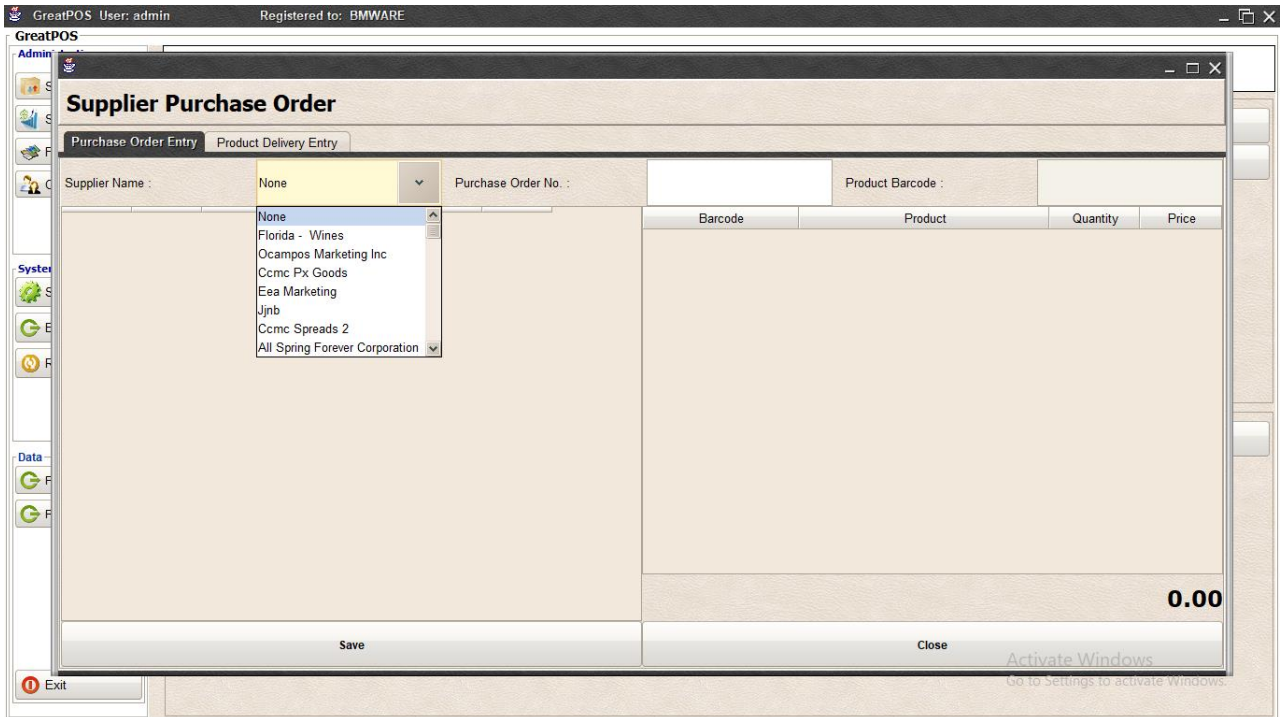 GreatPOS User: admin Registered to: BMWARE
GreatPOS
Admin
Supplier Purchase Order
Purchase Order Entry Product Delivery Entry
Supplier Name : None Purchase Order No. : Product Barcode :
None
Florida - Wines
Ocampos Marketing Inc
Ccmc Px Goods
Eea Marketing
Jjnb
Ccmc Spreads 2
All Spring Forever Corporation
Barcode Product Quantity Price
System
Data
0.00
Save Close
Exit
Activate Windows
Go to Settings to activate Windows.